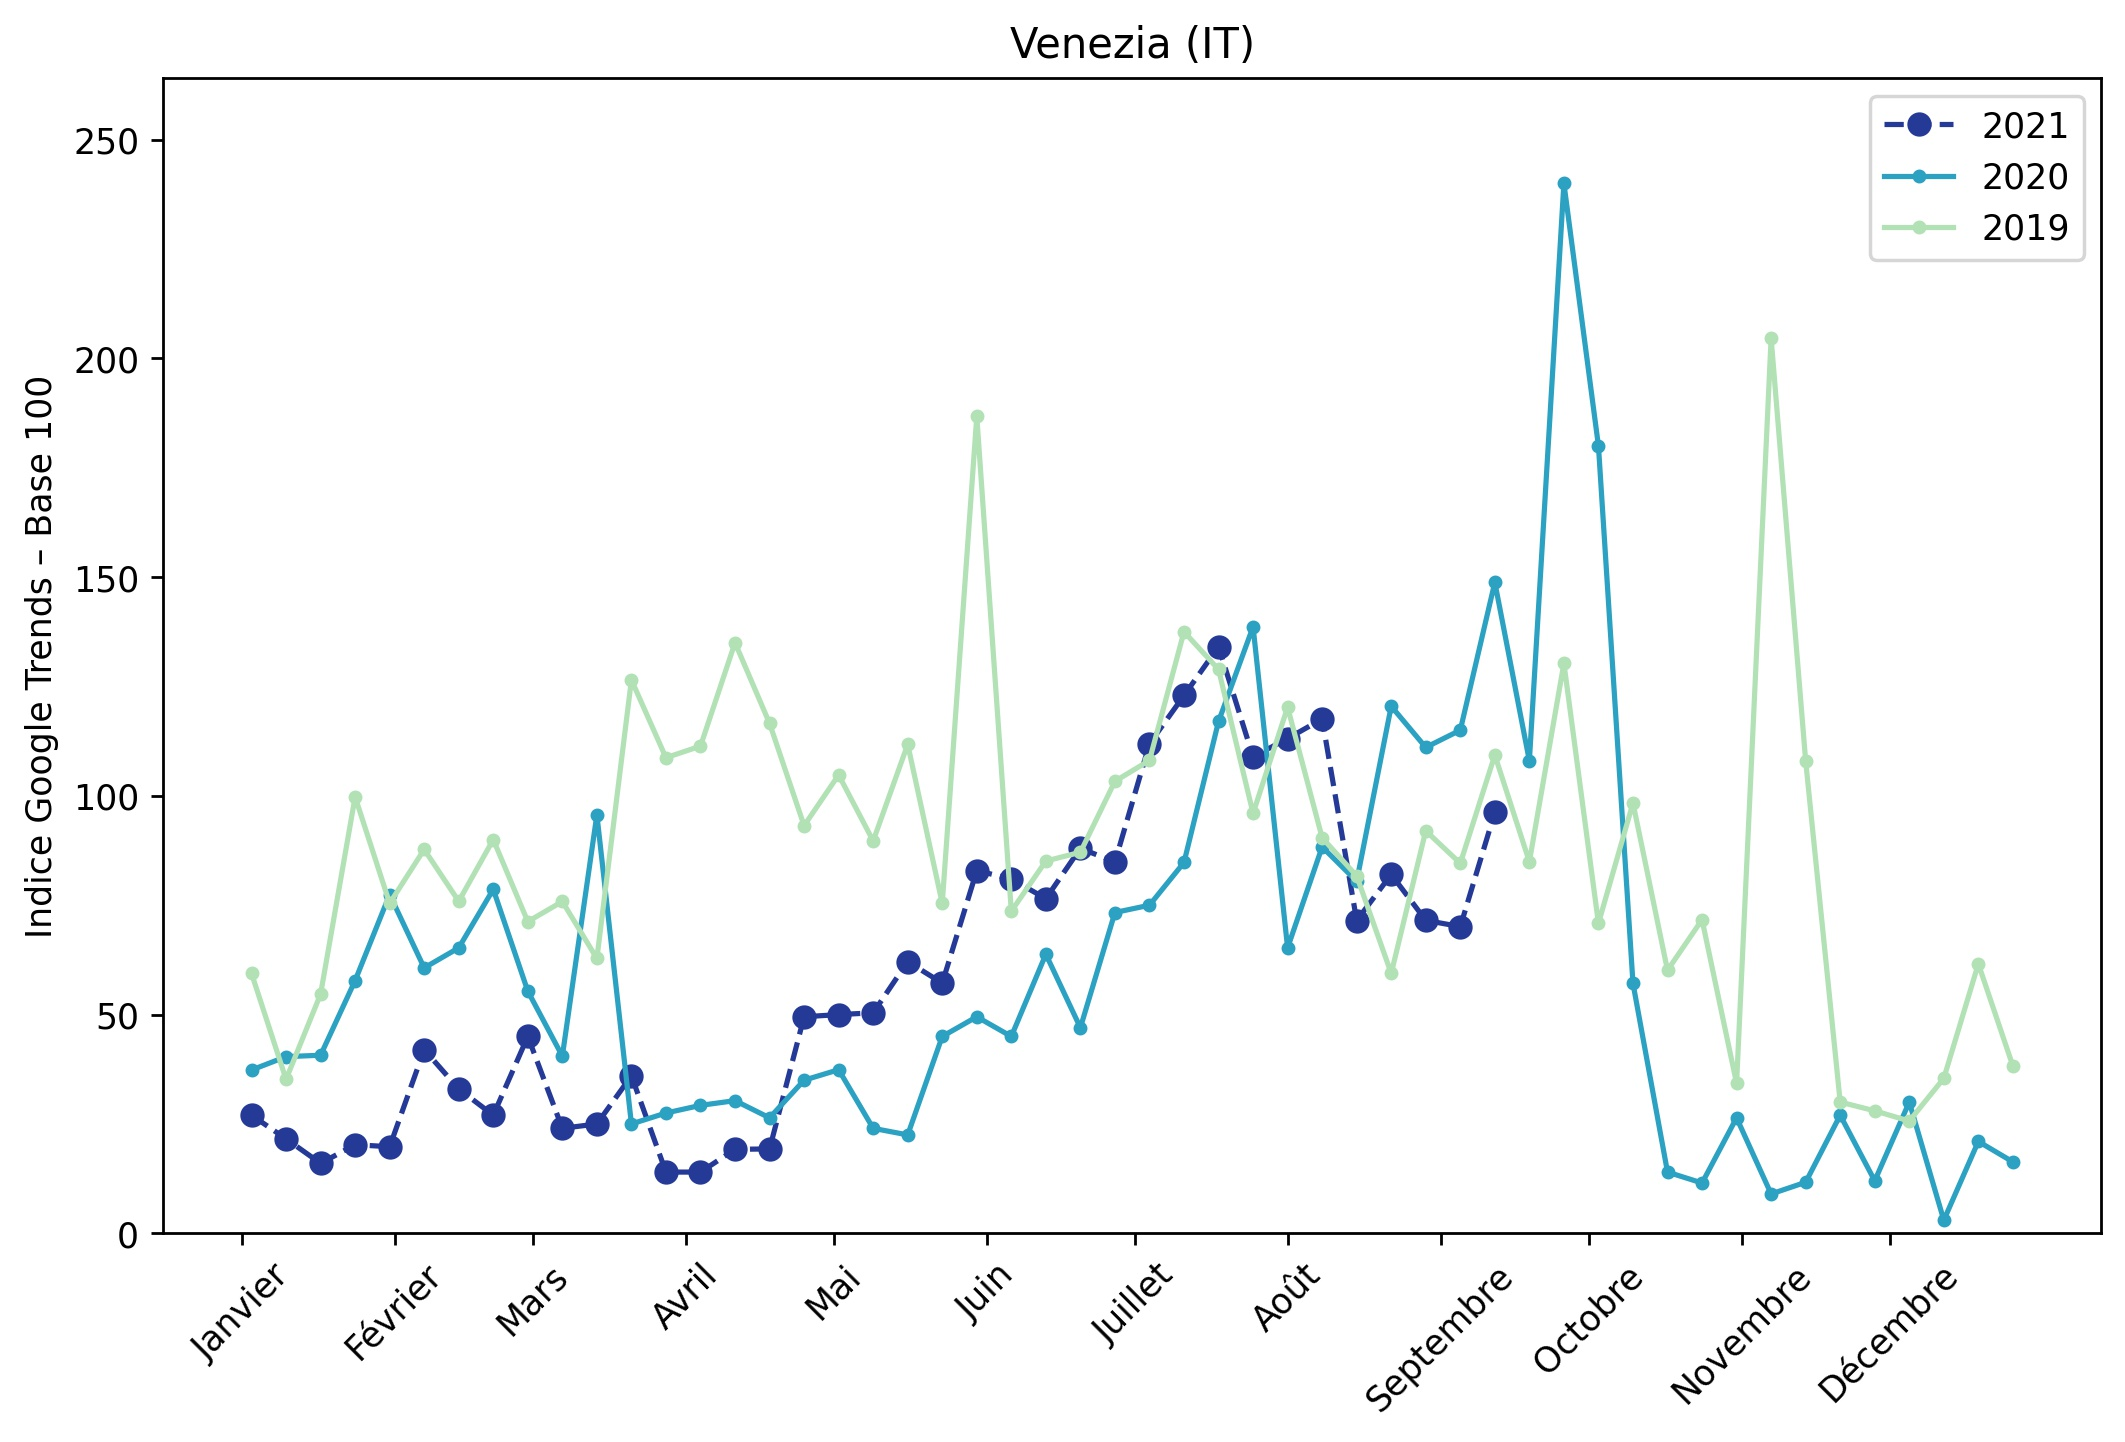 Venezia (IT)
Indice Google Trends – Base 100
250
200
150
100
50
0
2021
2020
2019
Janvier
Février
Mars
Avril
Mai
Juin
Juillet
Août
Septembre
Octobre
Novembre
Décembre